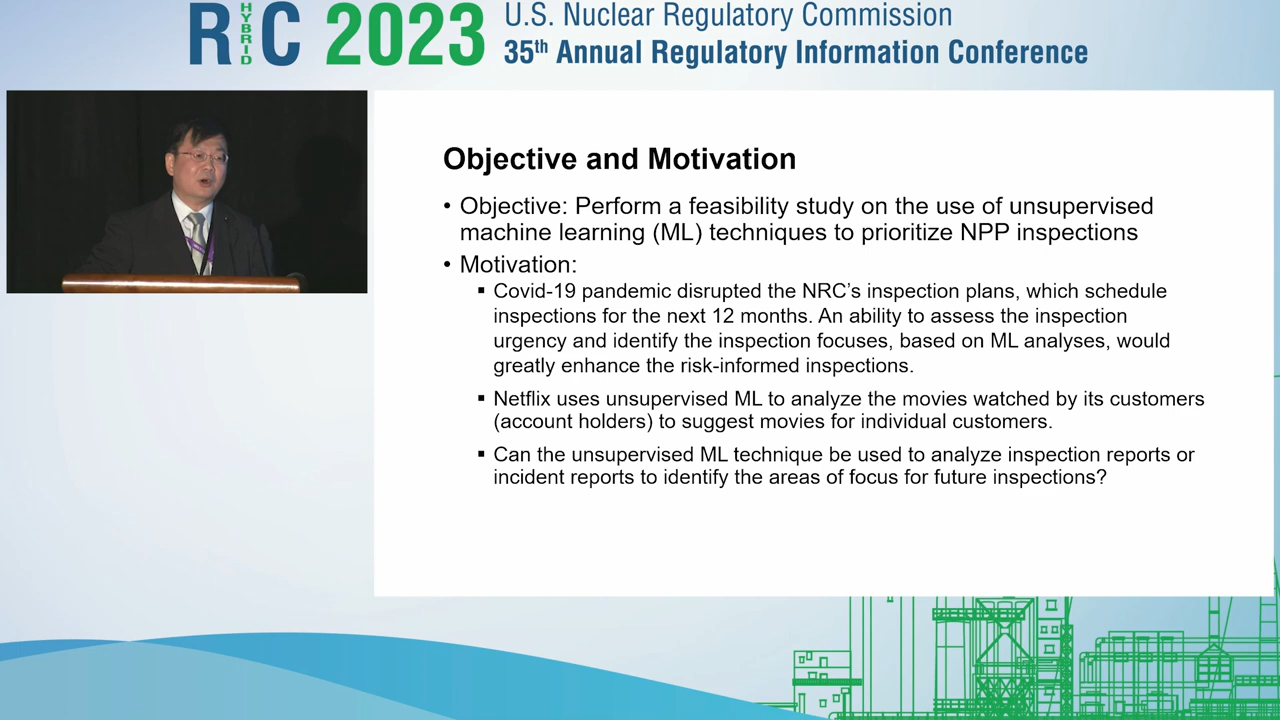 RIC HYBRID 2023
U.S. Nuclear Regulatory Commission
35th Annual Regulatory Information Conference
Objective and Motivation
• Objective: Perform a feasibility study on the use of unsupervised
machine learning (ML) techniques to prioritize NPP inspections
• Motivation:
▪ Covid-19 pandemic disrupted the NRC's inspection plans, which schedule
inspections for the next 12 months. An ability to assess the inspection
urgency and identify the inspection focuses, based on ML analyses, would
greatly enhance the risk-informed inspections.
▪ Netflix uses unsupervised ML to analyze the movies watched by its customers
(account holders) to suggest movies for individual customers.
▪ Can the unsupervised ML technique be used to analyze inspection reports or
incident reports to identify the areas of focus for future inspections?